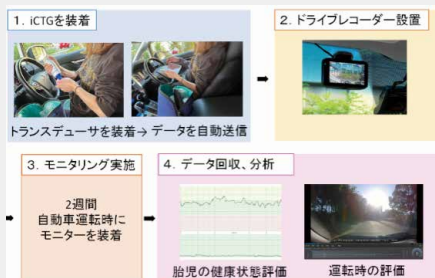 1. iCTGを装着
2. ドライブレコーダー設置
トランスデューサを装着→ データを自動送信
3. モニタリング実施
4. データ回収、分析
2週間
自動車運転時に
モニターを装着
胎児の健康状態評価
運転時の評価